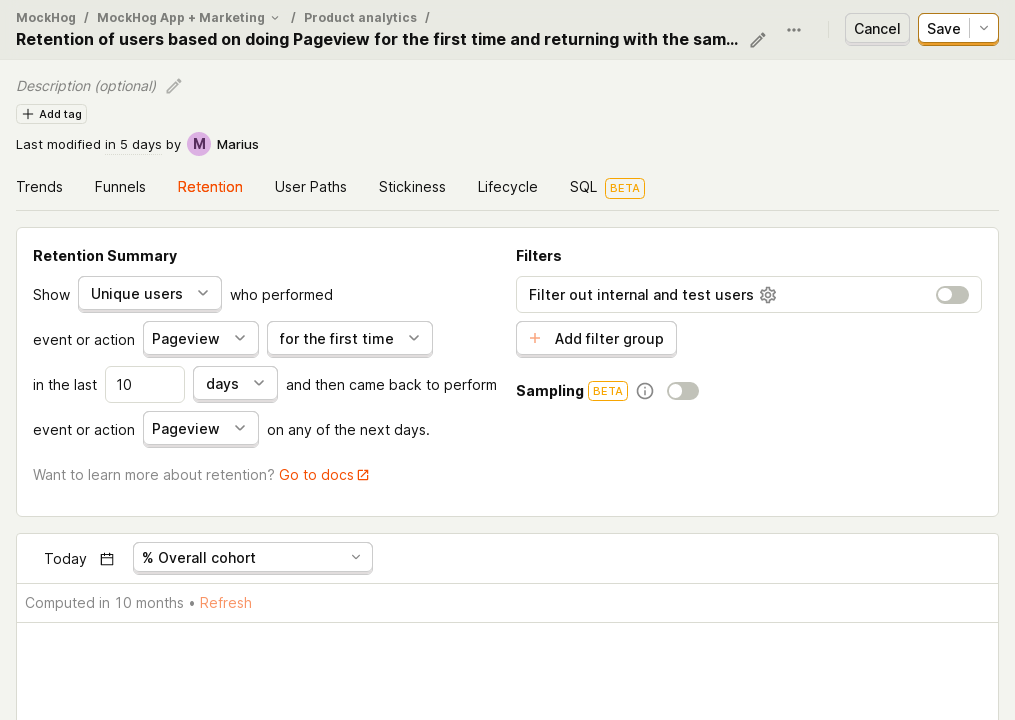 MockHog / MockHog App + Marketing / Product analytics /
Retention of users based on doing Pageview for the first time and returning with the sam...
Cancel
Save
Description (optional)
Add tag
Last modified in 5 days by M Marius
Trends Funnels Retention User Paths Stickiness Lifecycle SQL BETA
Retention Summary
Show Unique users who performed
event or action Pageview for the first time
in the last 10 days and then came back to perform
event or action Pageview on any of the next days.
Want to learn more about retention? Go to docs
Filters
Filter out internal and test users
Add filter group
Sampling BETA
Today % Overall cohort
Computed in 10 months • Refresh